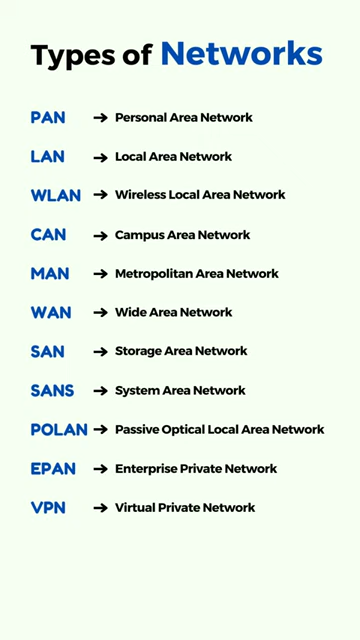 Types of Networks
PAN → Personal Area Network
LAN → Local Area Network
WLAN → Wireless Local Area Network
CAN → Campus Area Network
MAN → Metropolitan Area Network
WAN → Wide Area Network
SAN → Storage Area Network
SANS → System Area Network
POLAN → Passive Optical Local Area Network
EPAN → Enterprise Private Network
VPN → Virtual Private Network